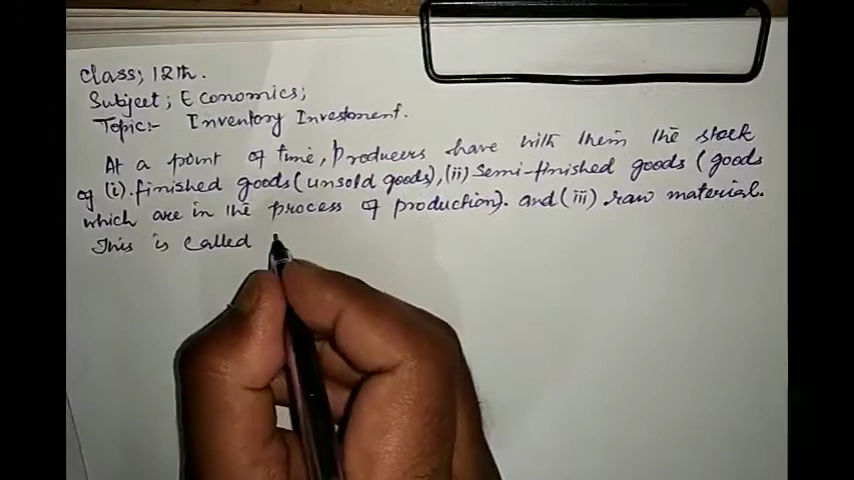 Class; 12th.
Subject; Economics;
Topic:- Inventory Investment.
At a point of time, Producers have with them the stock
of (i). finished goods (unsold goods), (ii) Semi-finished goods (goods
which are in the process of production). and (iii) raw material.
This is Called